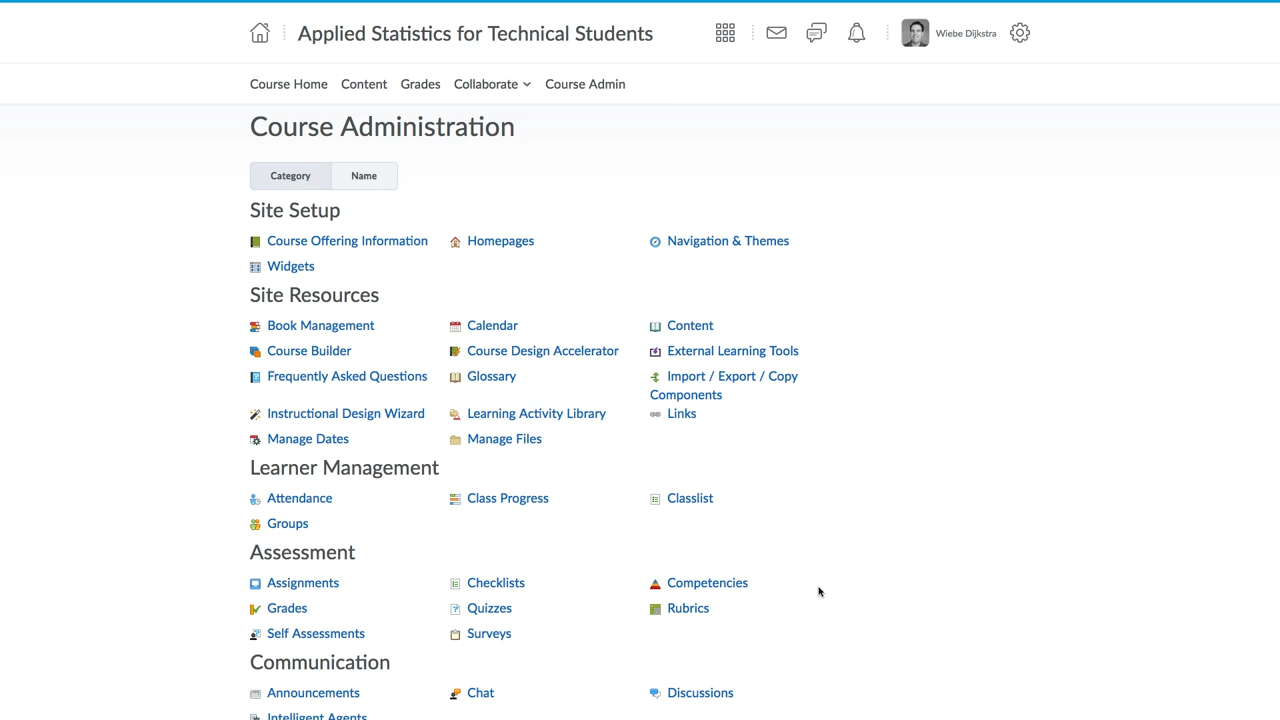 Applied Statistics for Technical Students
Wiebe Dijkstra
Course Home Content Grades Collaborate Course Admin
Course Administration
Category Name
Site Setup
Course Offering Information Homepages Navigation & Themes
Widgets
Site Resources
Book Management Calendar Content
Course Builder Course Design Accelerator External Learning Tools
Frequently Asked Questions Glossary Import / Export / Copy
Components
Instructional Design Wizard Learning Activity Library Links
Manage Dates Manage Files
Learner Management
Attendance Class Progress Classlist
Groups
Assessment
Assignments Checklists Competencies
Grades Quizzes Rubrics
Self Assessments Surveys
Communication
Announcements Chat Discussions
Intelligent Agents